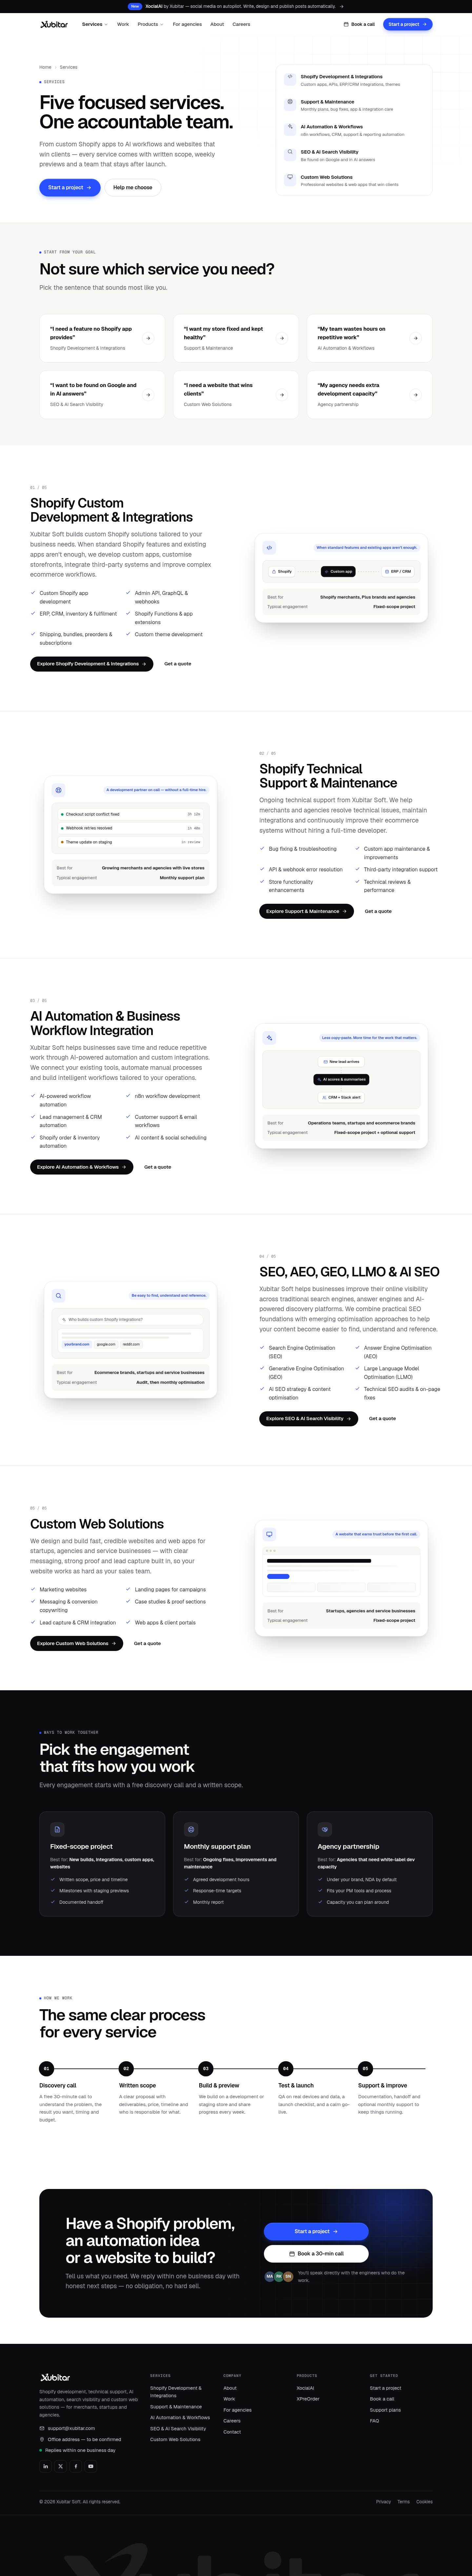 New XocialAI by Xubitar — social media on autopilot. Write, design and publish posts automatically.
Xubitar
Services
Work
Products
For agencies
About
Careers
Book a call
Start a project
Home
Services
SERVICES
Five focused services.
One accountable team.
From custom Shopify apps to AI workflows and websites that
win clients — every service comes with written scope, weekly
previews and a team that stays after launch.
Start a project
Help me choose
Shopify Development & Integrations
Custom apps, APIs, ERP/CRM integrations, themes
Support & Maintenance
Monthly plans, bug fixes, app & integration care
AI Automation & Workflows
n8n workflows, CRM, support & reporting automation
SEO & AI Search Visibility
Be found on Google and in AI answers
Custom Web Solutions
Professional websites & web apps that win clients
START FROM YOUR GOAL
Not sure which service you need?
Pick the sentence that sounds most like you.
"I need a feature no Shopify app
provides"
Shopify Development & Integrations
"I want my store fixed and kept
healthy"
Support & Maintenance
"My team wastes hours on
repetitive work"
AI Automation & Workflows
"I want to be found on Google and
in AI answers"
SEO & AI Search Visibility
"I need a website that wins
clients"
Custom Web Solutions
"My agency needs extra
development capacity"
Agency partnership
01 / 05
Shopify Custom
Development & Integrations
Xubitar Soft builds custom Shopify solutions tailored to your
business needs. When standard Shopify features and existing
apps aren't enough, we develop custom apps, customise
storefronts, integrate third-party systems and improve complex
ecommerce workflows.
Custom Shopify app
development
Admin API, GraphQL &
webhooks
ERP, CRM, inventory & fulfilment
Shopify Functions & app
extensions
Shipping, bundles, preorders &
subscriptions
Custom theme development
Explore Shopify Development & Integrations
Get a quote
When standard features and existing apps aren't enough.
Shopify
Custom app
ERP / CRM
Best for
Shopify merchants, Plus brands and agencies
Typical engagement
Fixed-scope project
02 / 05
Shopify Technical
Support & Maintenance
Ongoing technical support from Xubitar Soft. We help
merchants and agencies resolve technical issues, maintain
integrations and continuously improve their ecommerce
systems without hiring a full-time developer.
Bug fixing & troubleshooting
Custom app maintenance &
improvements
API & webhook error resolution
Third-party integration support
Store functionality
enhancements
Technical reviews &
performance
Explore Support & Maintenance
Get a quote
A development partner on call — without a full-time hire.
Checkout script conflict fixed
Webhook retries resolved
Theme update on staging
in review
Best for
Growing merchants and agencies with live stores
Typical engagement
Monthly support plan
03 / 05
AI Automation & Business
Workflow Integration
Xubitar Soft helps businesses save time and reduce repetitive
work through AI-powered automation and custom integrations.
We connect your existing tools, automate manual processes
and build intelligent workflows tailored to your operations.
AI-powered workflow
automation
n8n workflow development
Lead management & CRM
automation
Customer support & email
workflows
Shopify order & inventory
automation
AI content & social scheduling
Explore AI Automation & Workflows
Get a quote
Less copy-paste. More time for the work that matters.
New lead arrives
AI scores & summarises
CRM + Slack alert
Best for
Operations teams, startups and ecommerce brands
Typical engagement
Fixed-scope project + optional support
04 / 05
SEO, AEO, GEO, LLMO & AI SEO
Xubitar Soft helps businesses improve their online visibility
across traditional search engines, answer engines and AI-
powered discovery platforms. We combine practical SEO
foundations with emerging optimisation approaches to help
your content become easier to find, understand and reference.
Search Engine Optimisation
(SEO)
Answer Engine Optimisation
(AEO)
Generative Engine Optimisation
(GEO)
Large Language Model
Optimisation (LLMO)
AI SEO strategy & content
optimisation
Technical SEO audits & on-page
fixes
Explore SEO & AI Search Visibility
Get a quote
Be easy to find, understand and reference.
Who builds custom Shopify integrations?
yourbrand.com
google.com
reddit.com
Best for
Ecommerce brands, startups and service businesses
Typical engagement
Audit, then monthly optimisation
05 / 05
Custom Web Solutions
We design and build fast, credible websites and web apps for
startups, agencies and service businesses — with clear
messaging, strong proof and lead capture built in, so your
website works as hard as your sales team.
Marketing websites
Landing pages for campaigns
Messaging & conversion
copywriting
Case studies & proof sections
Lead capture & CRM integration
Web apps & client portals
Explore Custom Web Solutions
Get a quote
A website that earns trust before the first call.
Best for
Startups, agencies and service businesses
Typical engagement
Fixed-scope project
WAYS TO WORK TOGETHER
Pick the engagement
that fits how you work
Every engagement starts with a free discovery call and a written scope.
Fixed-scope project
Best for: New builds, integrations, custom apps,
websites
Written scope, price and timeline
Milestones with staging previews
Documented handoff
Monthly support plan
Best for: Ongoing fixes, improvements and
maintenance
Agreed development hours
Response-time targets
Monthly report
Agency partnership
Best for: Agencies that need white-label dev
capacity
Under your brand, NDA by default
Fits your PM tools and process
Capacity you can plan around
HOW WE WORK
The same clear process
for every service
01
Discovery call
A free 30-minute call to
understand the problem, the
result you want, timing and
budget.
02
Written scope
A clear proposal with
deliverables, price, timeline and
who is responsible for what.
03
Build & preview
We build on a development or
staging store and share
progress every week.
04
Test & launch
QA on real devices and data, a
launch checklist, and a calm go-
live.
05
Support & improve
Documentation, handoff and
optional monthly support to
keep things running.
Have a Shopify problem,
an automation idea
or a website to build?
Tell us what you need. We reply within one business day with
honest next steps — no obligation, no hard sell.
Start a project
Book a 30-min call
You'll speak directly with the engineers who do the
work.
Xubitar
Shopify development, technical support, AI
automation, search visibility and custom web
solutions — for merchants, startups and
agencies.
support@xubitar.com
Office address — to be confirmed
Replies within one business day
SERVICES
Shopify Development &
Integrations
Support & Maintenance
AI Automation & Workflows
SEO & AI Search Visibility
Custom Web Solutions
COMPANY
About
Work
For agencies
Careers
Contact
PRODUCTS
XocialAI
XPreOrder
GET STARTED
Start a project
Book a call
Support plans
FAQ
© 2026 Xubitar Soft. All rights reserved.
Privacy
Terms
Cookies
Xubitar